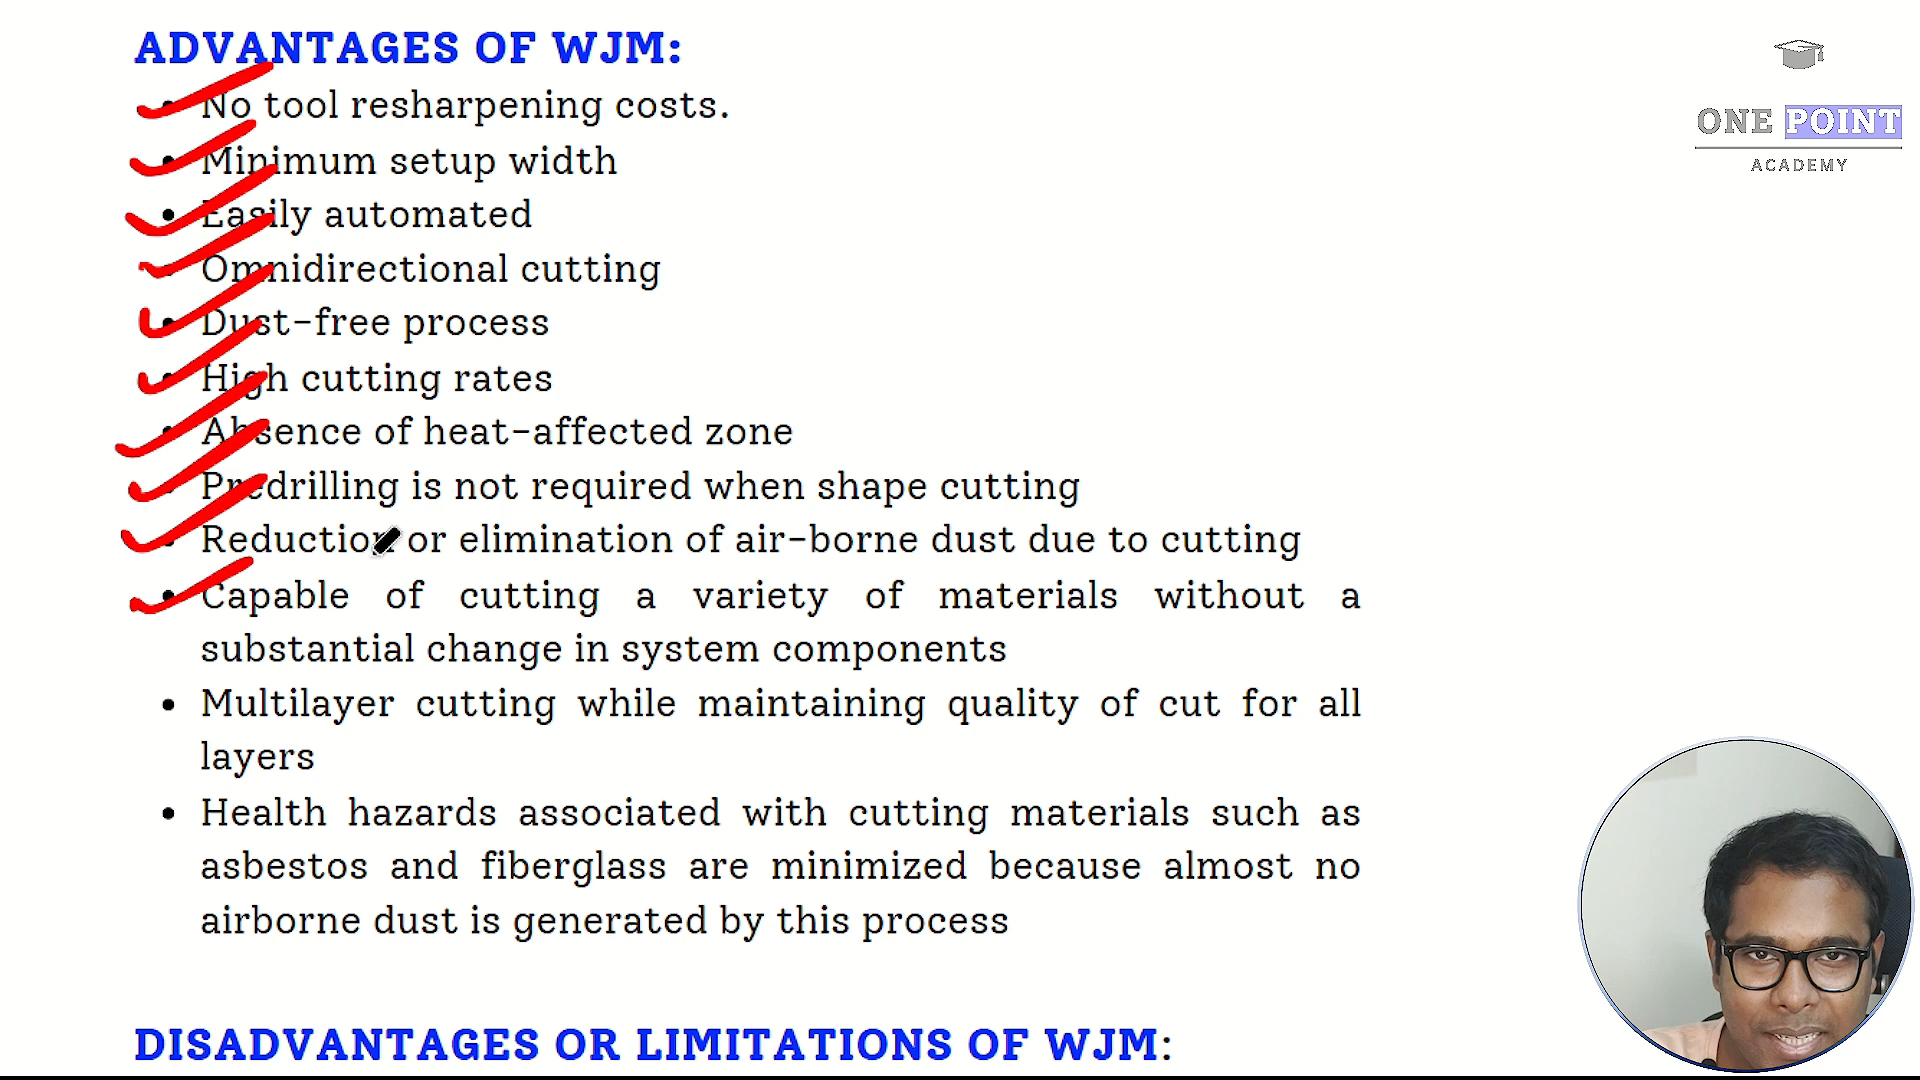 ADVANTAGES OF WJM:
• No tool resharpening costs.
• Minimum setup width
• Easily automated
• Omnidirectional cutting
• Dust-free process
• High cutting rates
• Absence of heat-affected zone
• Predrilling is not required when shape cutting
• Reduction or elimination of air-borne dust due to cutting
• Capable of cutting a variety of materials without a
substantial change in system components
• Multilayer cutting while maintaining quality of cut for all
layers
• Health hazards associated with cutting materials such as
asbestos and fiberglass are minimized because almost no
airborne dust is generated by this process
DISADVANTAGES OR LIMITATIONS OF WJM:
ONE POINT
ACADEMY